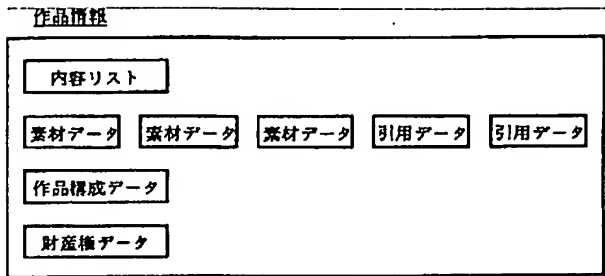 作品情報
内容リスト
素材データ 素材データ 素材データ 引用データ 引用データ
作品構成データ
財産権データ